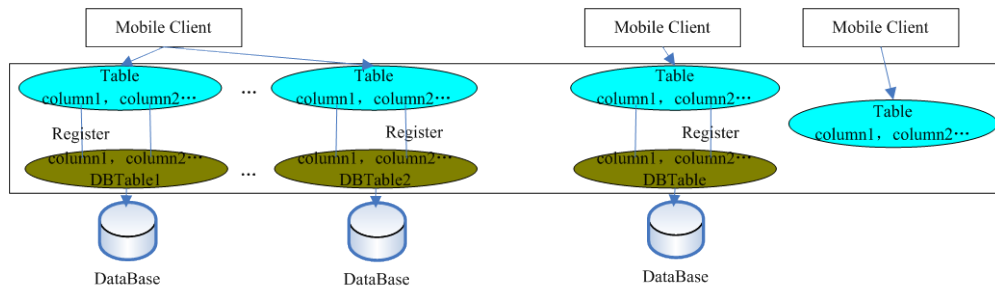 Mobile Client
Mobile Client
Mobile Client
Table
column1，column2…
...
Table
column1，column2…
Table
column1，column2…
Table
column1，column2…
Register
Register
Register
column1，column2…
DBTable1
...
column1，column2…
DBTable2
column1，column2…
DBTable
DataBase
DataBase
DataBase